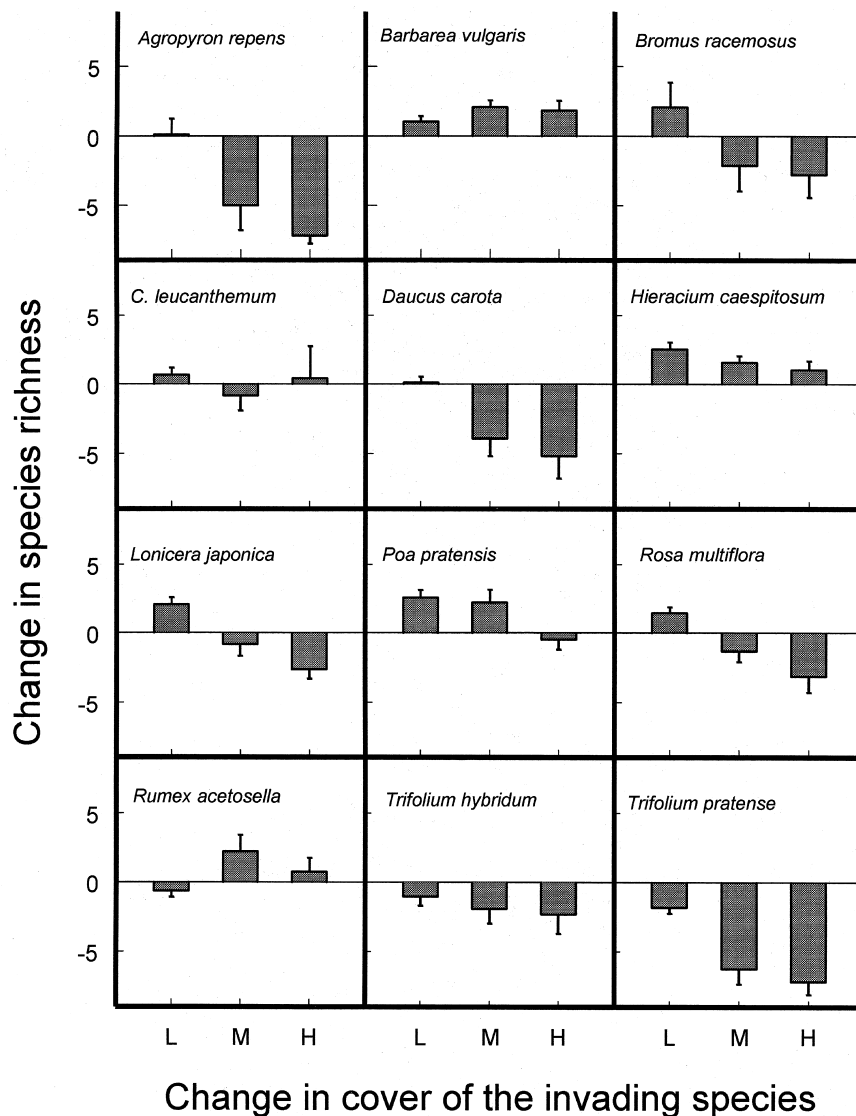 Change in species richness
Agropyron repens
Barbarea vulgaris
Bromus racemosus
5
0
-5
C. leucanthemum
Daucus carota
Hieracium caespitosum
5
0
-5
Lonicera japonica
Poa pratensis
Rosa multiflora
5
0
-5
Rumex acetosella
Trifolium hybridum
Trifolium pratense
5
0
-5
L M H L M H L M H
Change in cover of the invading species